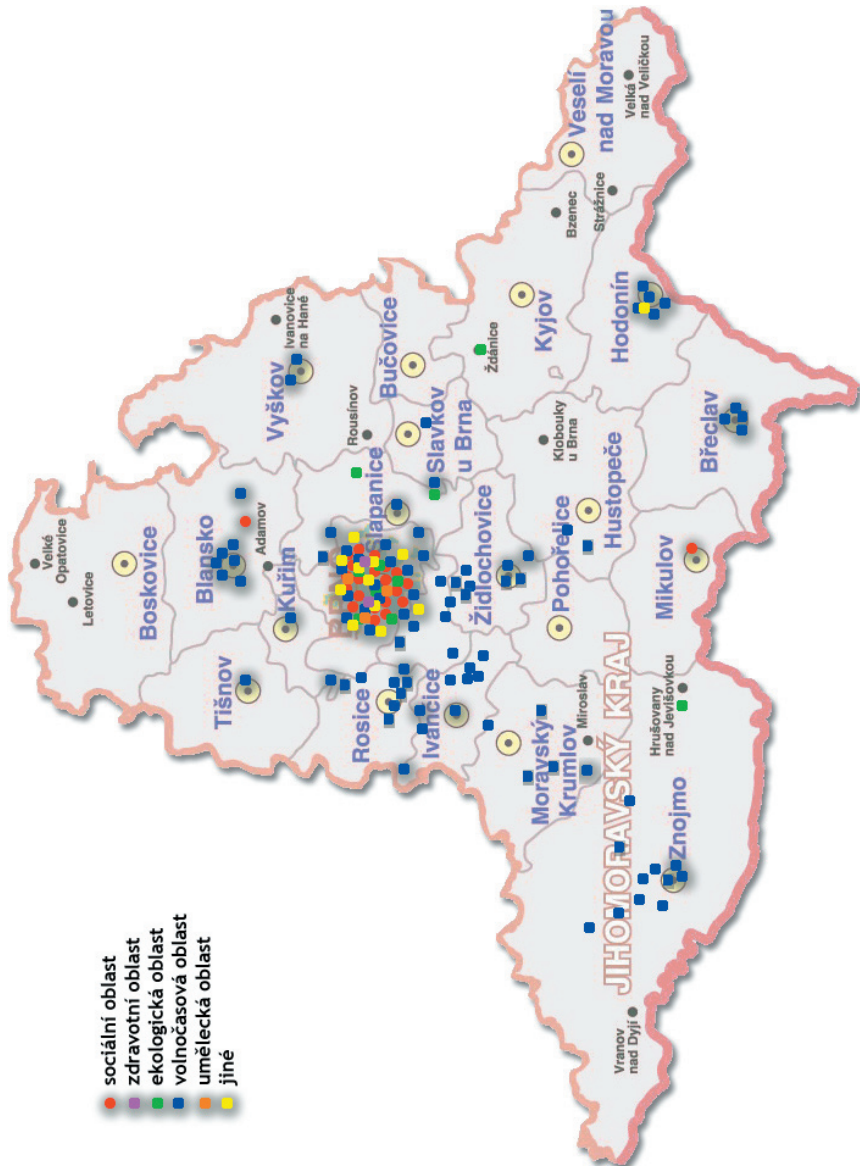 sociální oblast
zdravotní oblast
ekologická oblast
volnočasová oblast
umělecká oblast
jiné
Velké
Opatovice
Letovice
Boskovice
Blansko
Adamov
Kuřim
Tišnov
Ivanovice
na Hané
Vyškov
Rousínov
Bučovice
Slavkov
u Brna
Šlapanice
Rosice
Ivančice
Židlochovice
Ždánice
Kyjov
Bzenec
Strážnice
Veselí
nad Moravou
Velká
nad Veličkou
Hodonín
Klobouky
u Brna
Hustopeče
Pohořelice
Břeclav
Mikulov
Moravský
Krumlov
Miroslav
Hrušovany
nad Jevišovkou
JIHOMORAVSKÝ KRAJ
Znojmo
Vranov
nad Dyjí